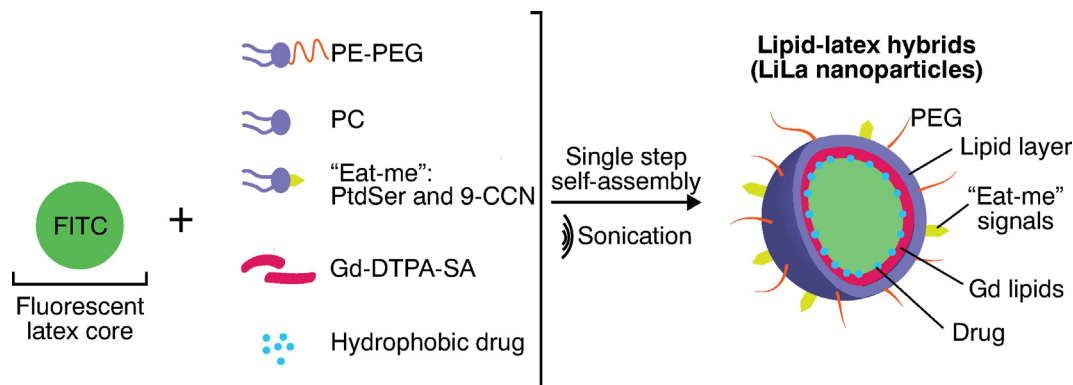 FITC
Fluorescent
latex core
+
PE-PEG
PC
“Eat-me”:
PtdSer and 9-CCN
Gd-DTPA-SA
Hydrophobic drug
Single step
self-assembly
Sonication
Lipid-latex hybrids
(LiLa nanoparticles)
PEG
Lipid layer
“Eat-me”
signals
Gd lipids
Drug